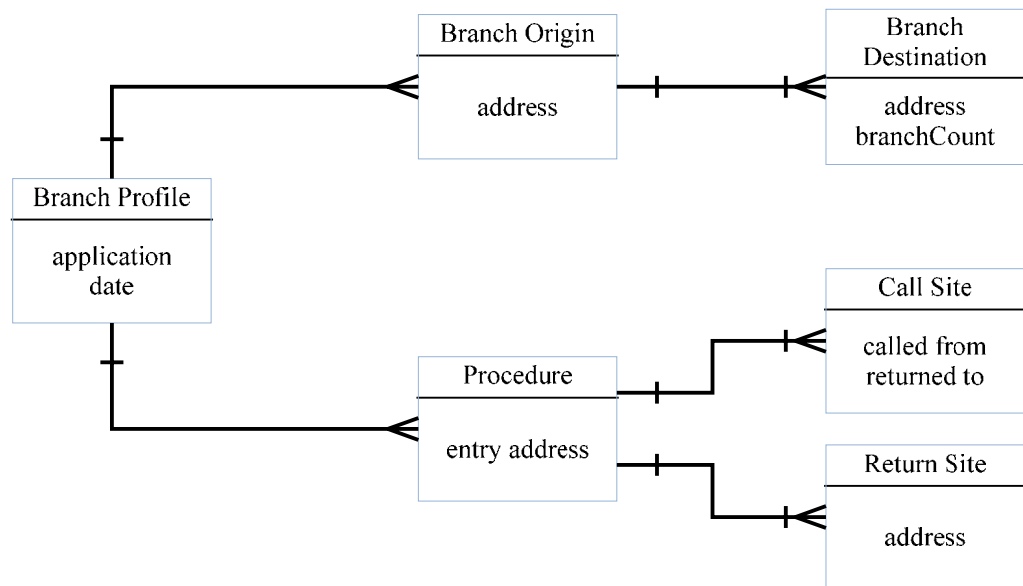 Branch Origin
address
Branch
Destination
address
branchCount
Branch Profile
application
date
Procedure
entry address
Call Site
called from
returned to
Return Site
address